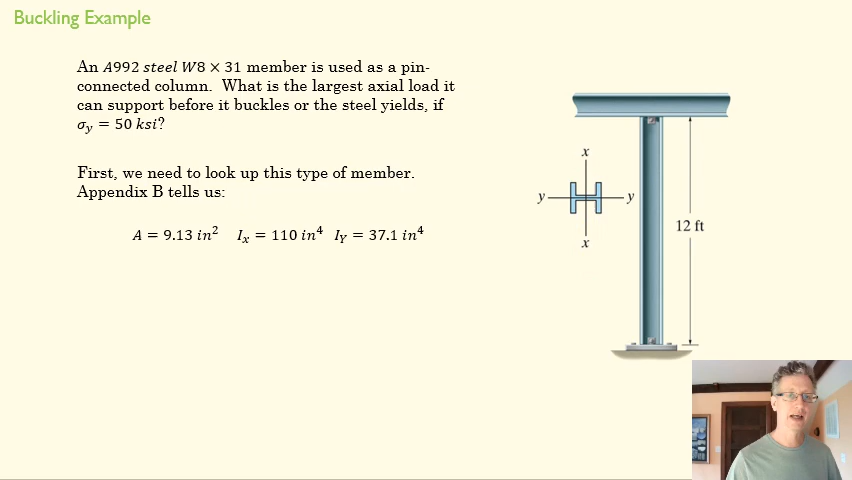 Buckling Example
An A992 steel W8 × 31 member is used as a pin-
connected column. What is the largest axial load it
can support before it buckles or the steel yields, if
σy = 50 ksi?
First, we need to look up this type of member.
Appendix B tells us:
A = 9.13 in² Ix = 110 in⁴ IY = 37.1 in⁴
x
y
y
x
12 ft